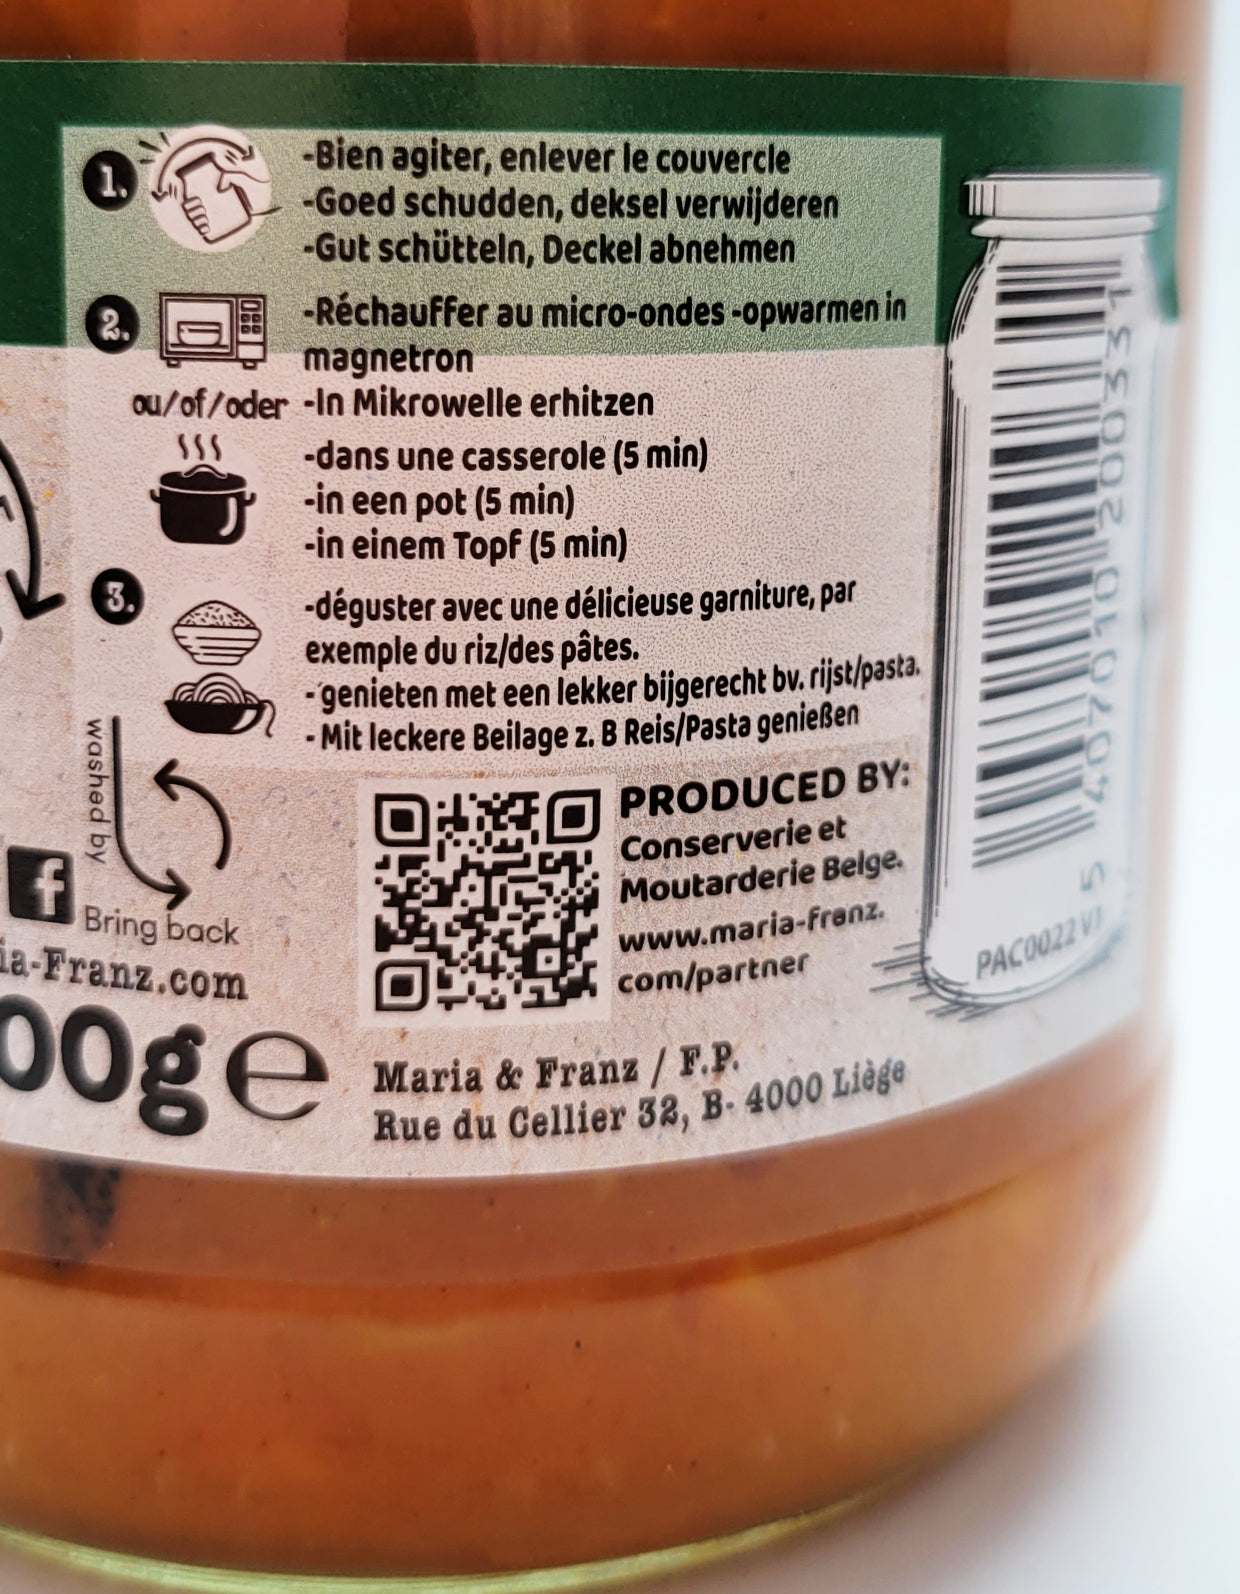 1.
-Bien agiter, enlever le couvercle
-Goed schudden, deksel verwijderen
-Gut schütteln, Deckel abnehmen
2.
-Réchauffer au micro-ondes -opwarmen in
magnetron
ou/of/oder -In Mikrowelle erhitzen
-dans une casserole (5 min)
-in een pot (5 min)
-in einem Topf (5 min)
3.
-déguster avec une délicieuse garniture, par
exemple du riz/des pâtes.
- genieten met een lekker bijgerecht bv. rijst/pasta.
- Mit leckere Beilage z. B Reis/Pasta genießen
washed by
f
Bring back
ia-Franz.com
00g e
PRODUCED BY:
Conserverie et
Moutarderie Belge.
www.maria-franz.
com/partner
Maria & Franz / F.P.
Rue du Cellier 32, B- 4000 Liège
5 407010 200331
PAC0022 V1